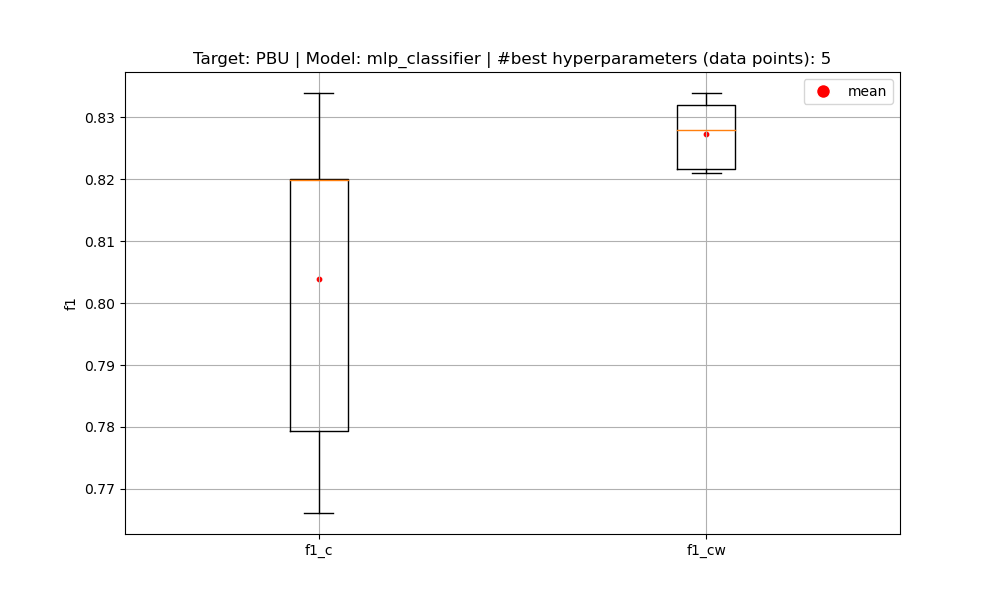 Target: PBU | Model: mlp_classifier | #best hyperparameters (data points): 5
mean
0.83
0.82
0.81
0.80
0.79
0.78
0.77
f1
f1_c
f1_cw